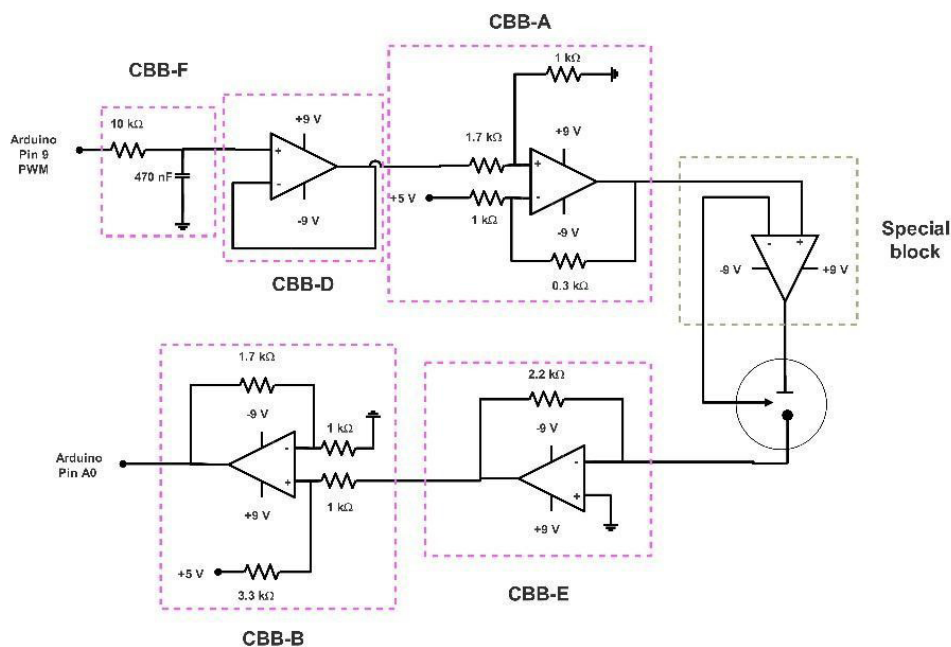 CBB-A
CBB-F
1 kΩ
10 kΩ
Arduino
Pin 9
PWM
470 nF
+9 V
+
-
-9 V
CBB-D
1.7 kΩ
+9 V
+
-
+5 V
1 kΩ
-9 V
0.3 kΩ
Special
block
-
+
-9 V
+9 V
1.7 kΩ
-9 V
1 kΩ
-
+
Arduino
Pin A0
+9 V
1 kΩ
+5 V
3.3 kΩ
CBB-B
2.2 kΩ
-9 V
-
+
+9 V
CBB-E